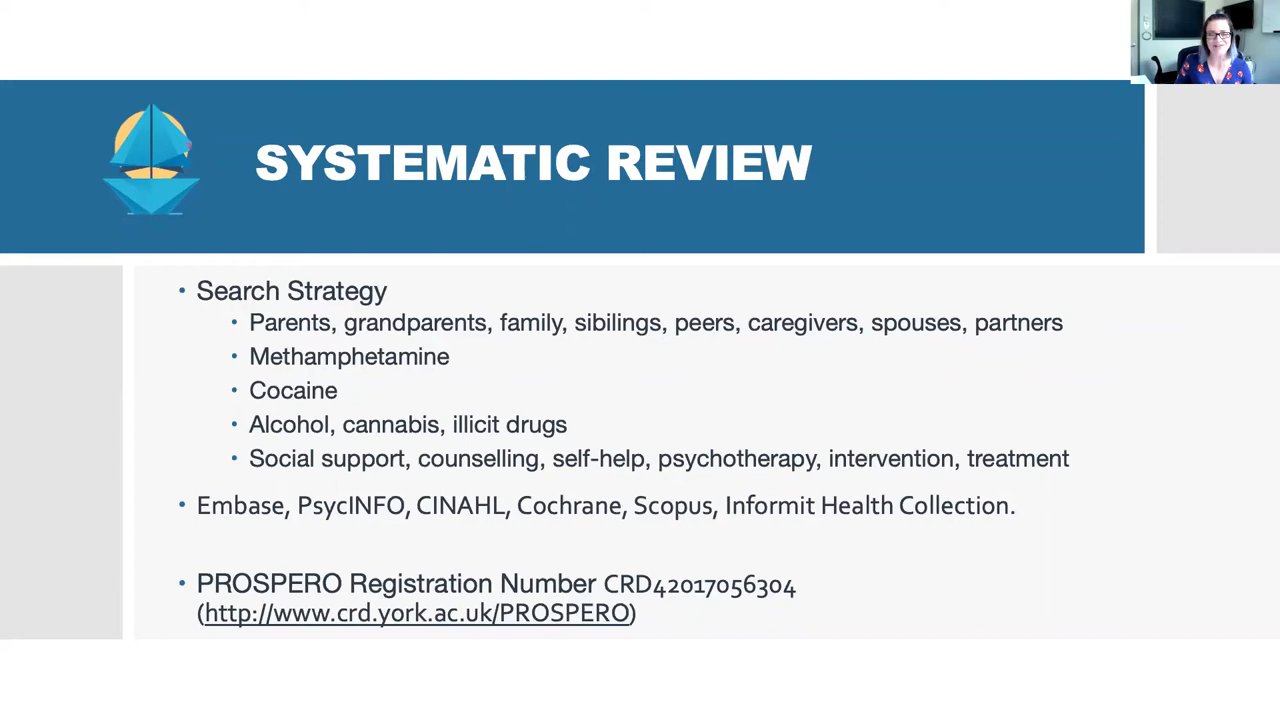 SYSTEMATIC REVIEW
• Search Strategy
• Parents, grandparents, family, sibilings, peers, caregivers, spouses, partners
• Methamphetamine
• Cocaine
• Alcohol, cannabis, illicit drugs
• Social support, counselling, self-help, psychotherapy, intervention, treatment
• Embase, PsycINFO, CINAHL, Cochrane, Scopus, Informit Health Collection.
• PROSPERO Registration Number CRD42017056304
(http://www.crd.york.ac.uk/PROSPERO)